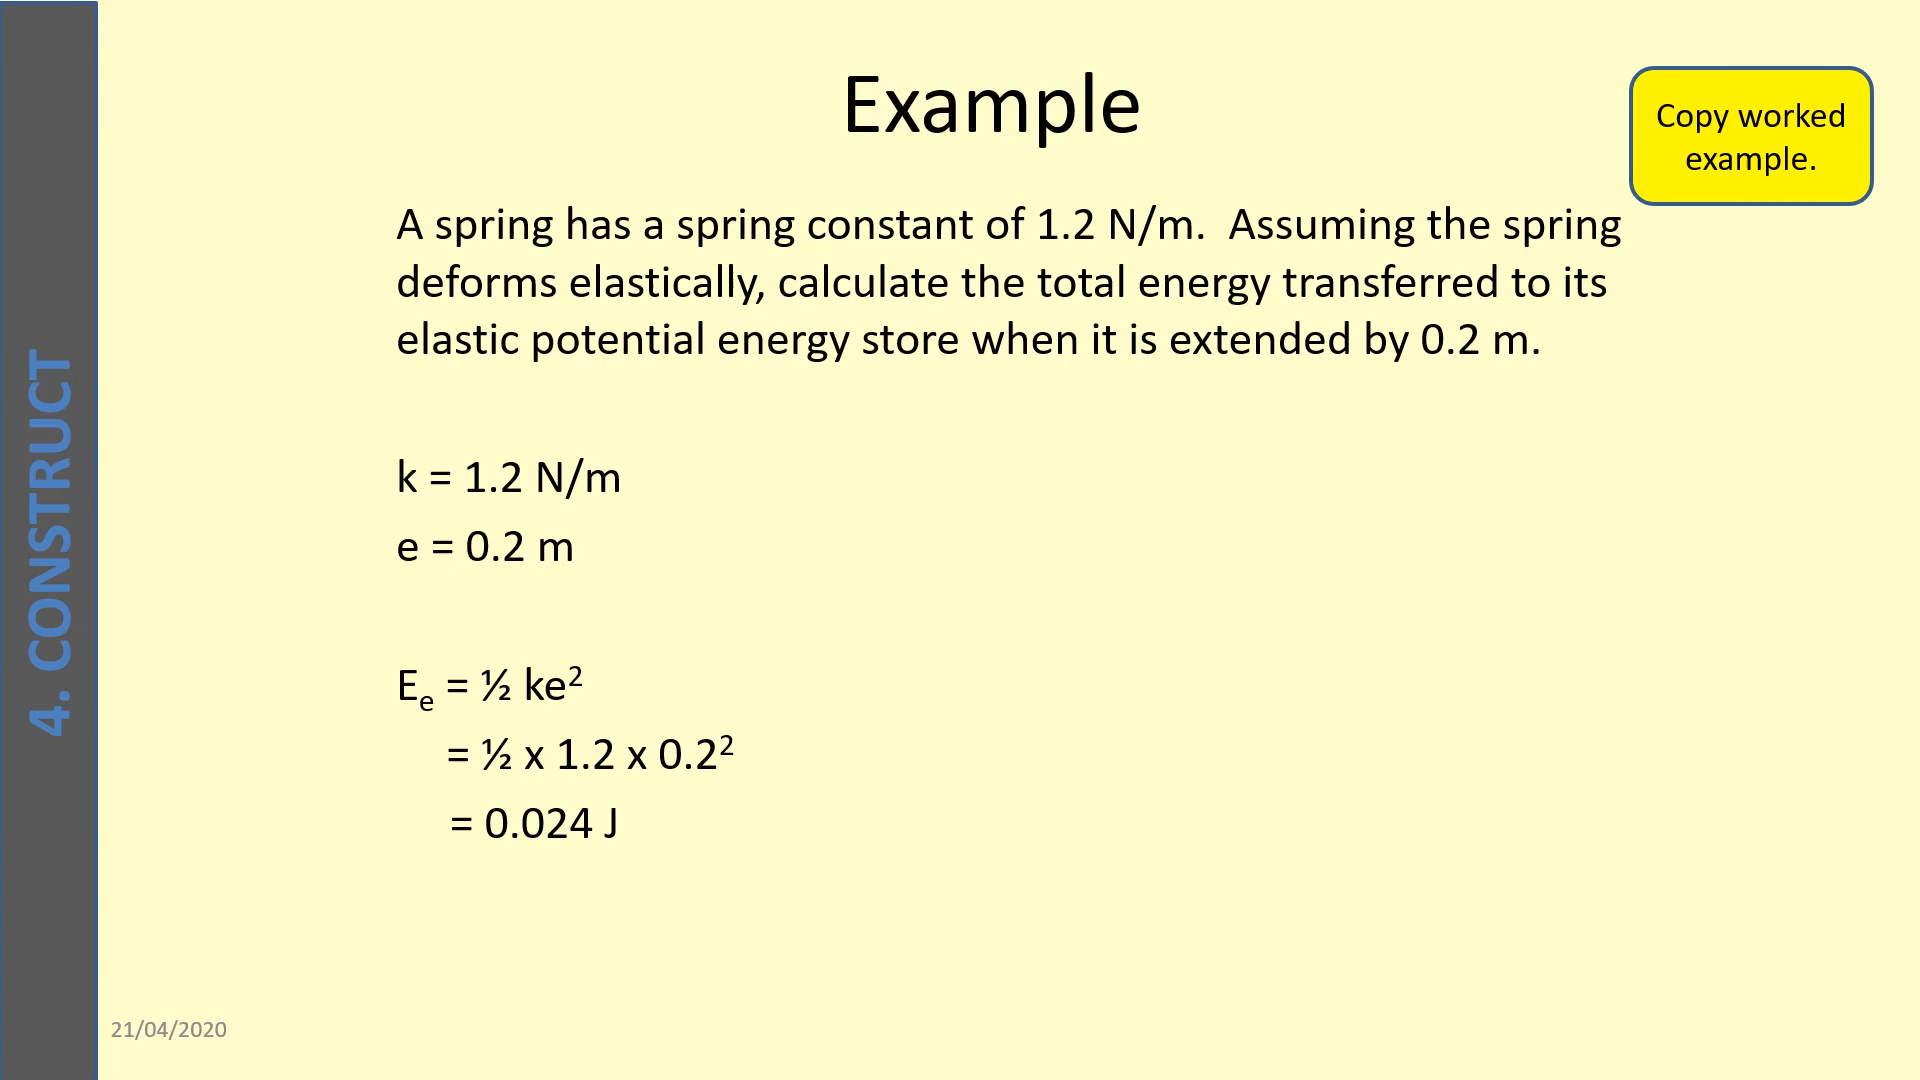 Example
Copy worked
example.
A spring has a spring constant of 1.2 N/m.  Assuming the spring
deforms elastically, calculate the total energy transferred to its
elastic potential energy store when it is extended by 0.2 m.
k = 1.2 N/m
e = 0.2 m
Eₑ = ½ ke²
= ½ x 1.2 x 0.2²
= 0.024 J
4. CONSTRUCT
21/04/2020